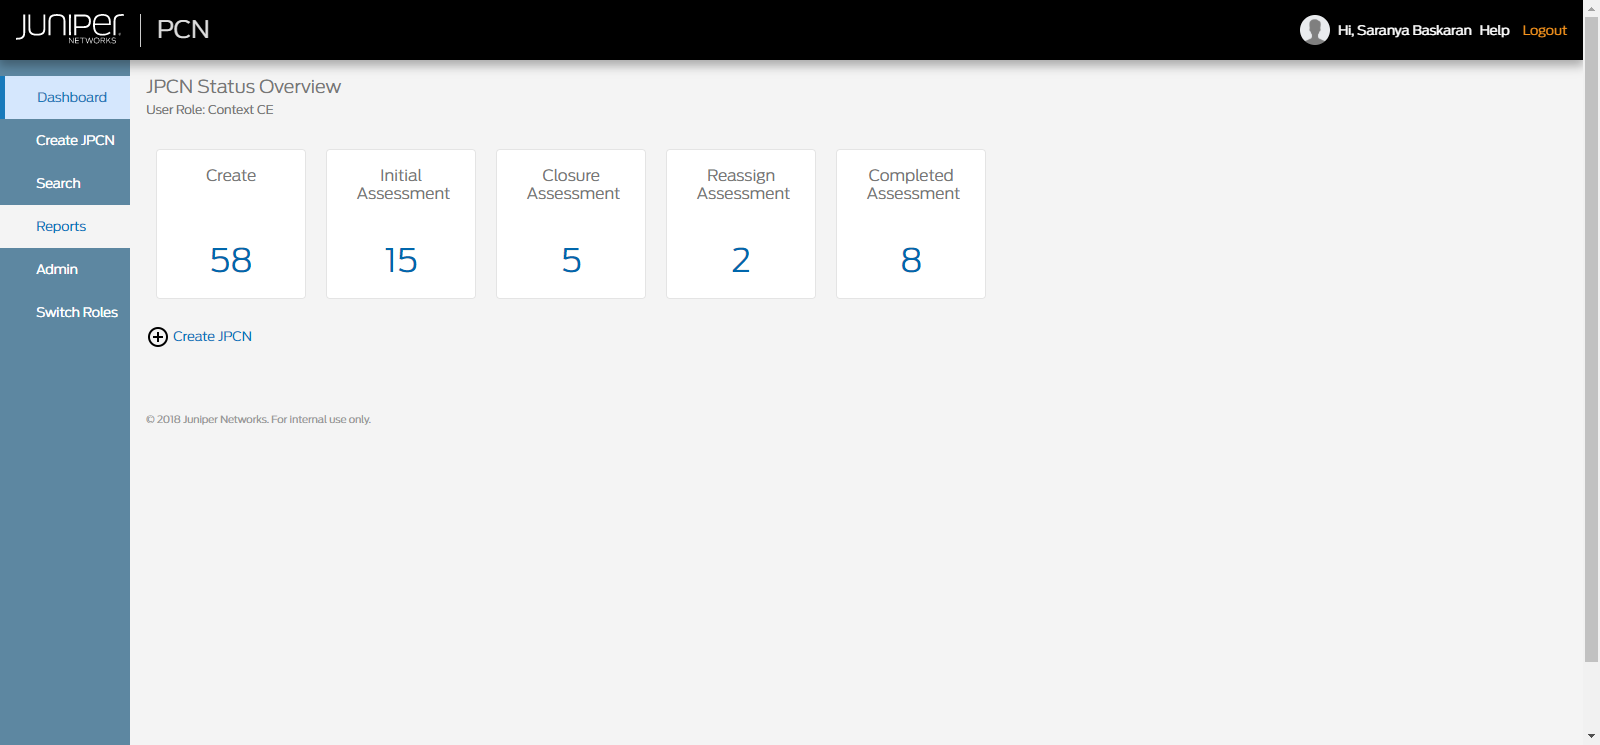 JUNIPER
NETWORKS
PCN
Hi, Saranya Baskaran Help Logout
Dashboard
Create JPCN
Search
Reports
Admin
Switch Roles
JPCN Status Overview
User Role: Context CE
Create
58
Initial
Assessment
15
Closure
Assessment
5
Reassign
Assessment
2
Completed
Assessment
8
Create JPCN
© 2018 Juniper Networks. For internal use only.